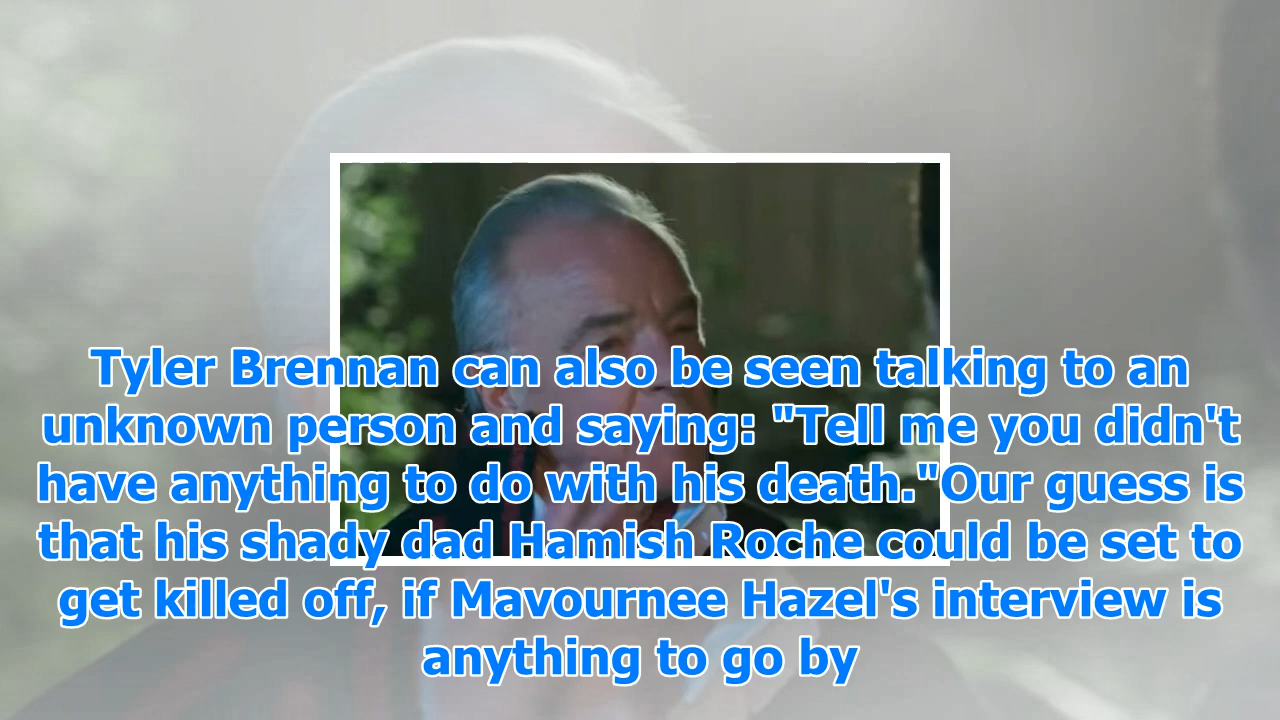 Tyler Brennan can also be seen talking to an
unknown person and saying: "Tell me you didn't
have anything to do with his death."Our guess is
that his shady dad Hamish Roche could be set to
get killed off, if Mavournee Hazel's interview is
anything to go by